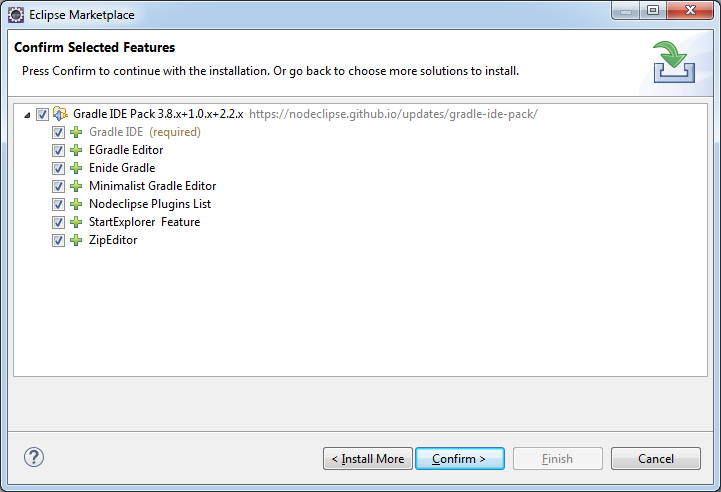 Eclipse Marketplace
Confirm Selected Features
Press Confirm to continue with the installation. Or go back to choose more solutions to install.
Gradle IDE Pack 3.8.x+1.0.x+2.2.x https://nodeclipse.github.io/updates/gradle-ide-pack/
Gradle IDE (required)
EGradle Editor
Enide Gradle
Minimalist Gradle Editor
Nodeclipse Plugins List
StartExplorer Feature
ZipEditor
?
< Install More Confirm > Finish Cancel